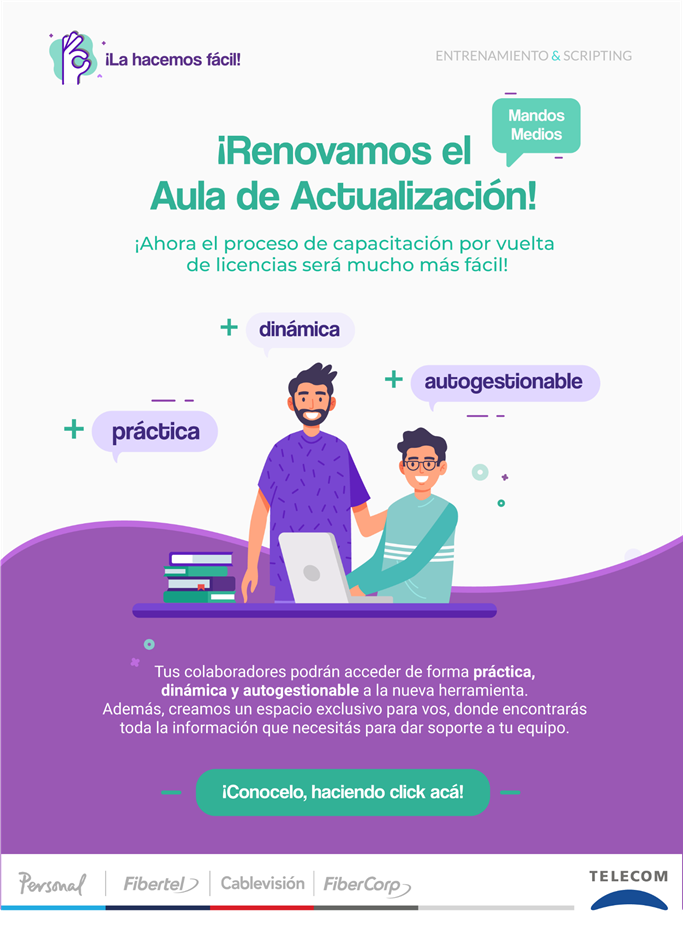 ¡La hacemos fácil!
ENTRENAMIENTO & SCRIPTING
Mandos
Medios
¡Renovamos el
Aula de Actualización!
¡Ahora el proceso de capacitación por vuelta
de licencias será mucho más fácil!
+ dinámica
+ autogestionable
+ práctica
Tus colaboradores podrán acceder de forma práctica,
dinámica y autogestionable a la nueva herramienta.
Además, creamos un espacio exclusivo para vos, donde encontrarás
toda la información que necesitás para dar soporte a tu equipo.
¡Conocelo, haciendo click acá!
Personal
Fibertel
Cablevisión
FiberCorp
TELECOM